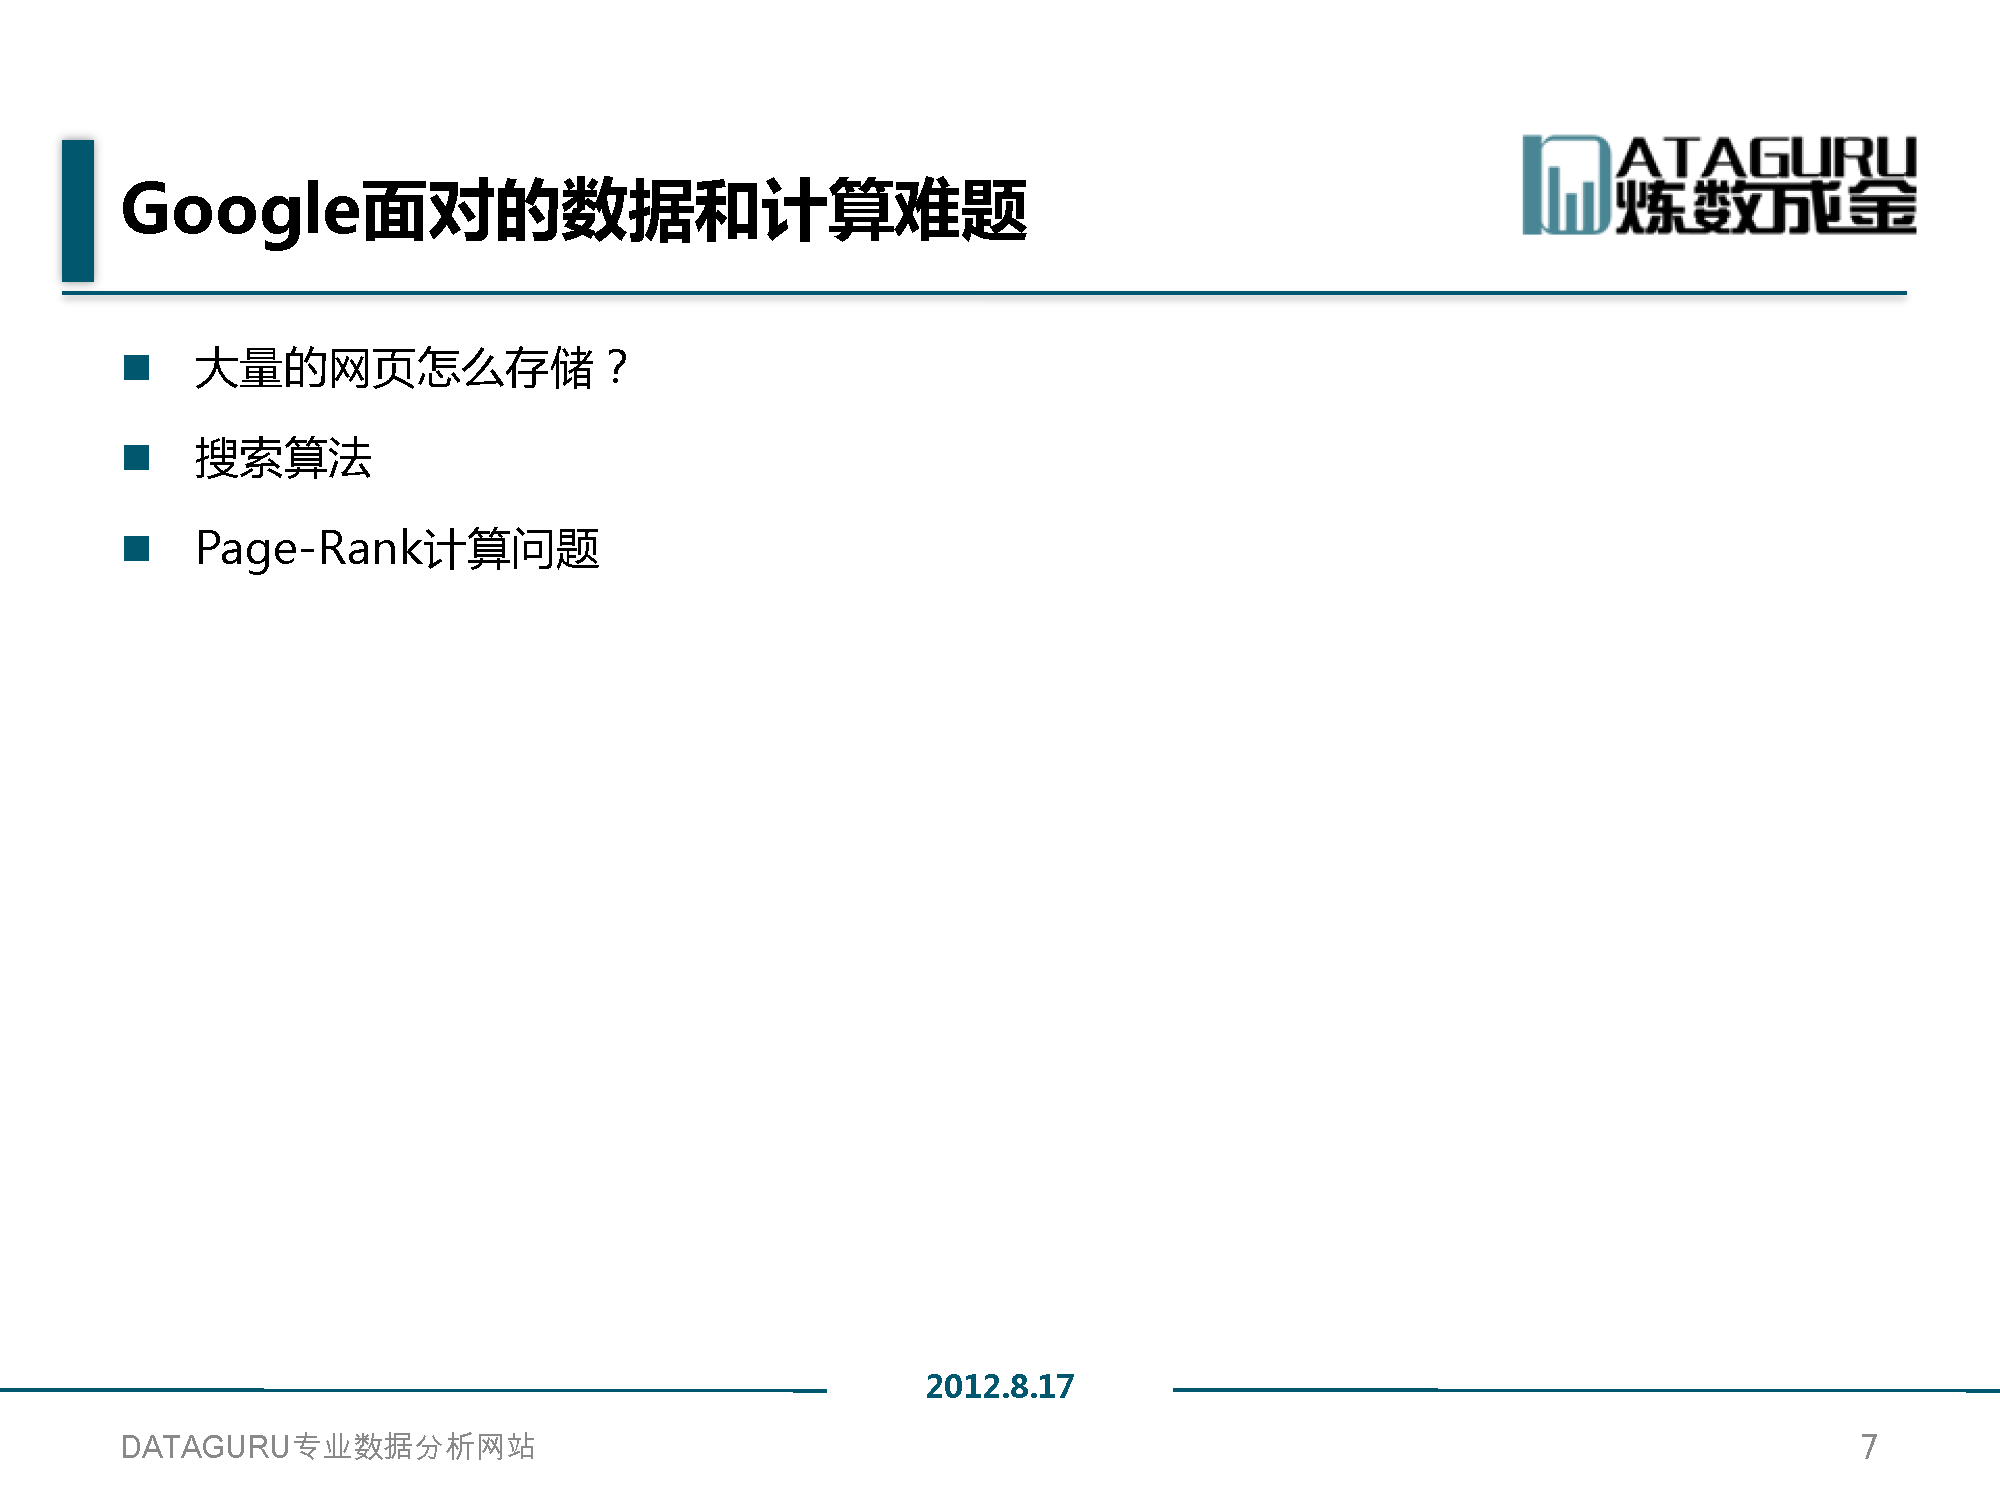 Google面对的数据和计算难题
DATAGURU
炼数成金
大量的网页怎么存储？
搜索算法
Page-Rank计算问题
2012.8.17
DATAGURU专业数据分析网站
7